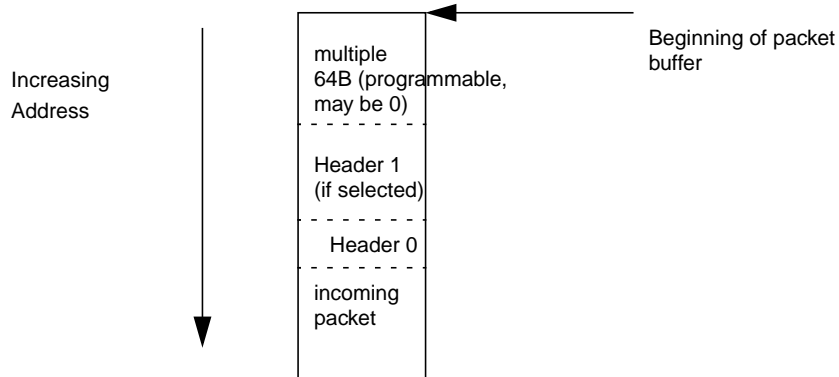 Increasing
Address
multiple
64B (programmable,
may be 0)
Header 1
(if selected)
Header 0
incoming
packet
Beginning of packet
buffer